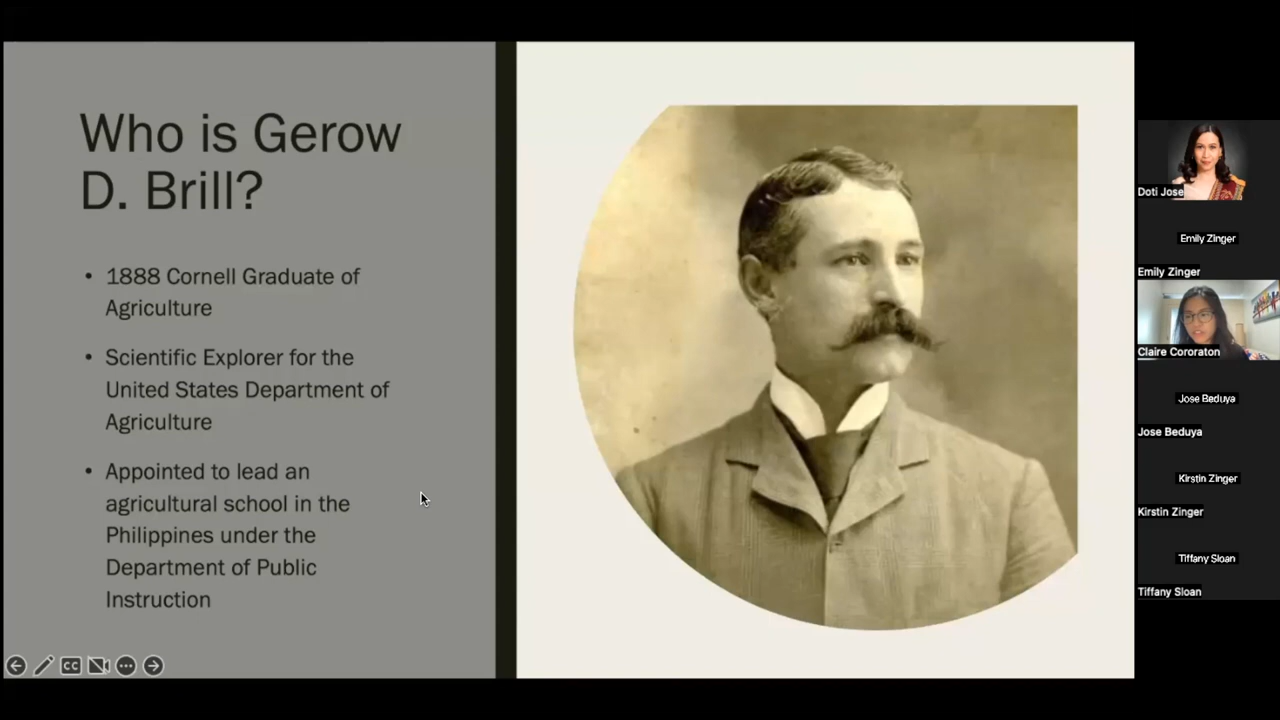 Who is Gerow
D. Brill?
• 1888 Cornell Graduate of
Agriculture
• Scientific Explorer for the
United States Department of
Agriculture
• Appointed to lead an
agricultural school in the
Philippines under the
Department of Public
Instruction
CC
Doti Jose
Emily Zinger
Emily Zinger
Claire Cororaton
Jose Beduya
Jose Beduya
Kirstin Zinger
Kirstin Zinger
Tiffany Sloan
Tiffany Sloan